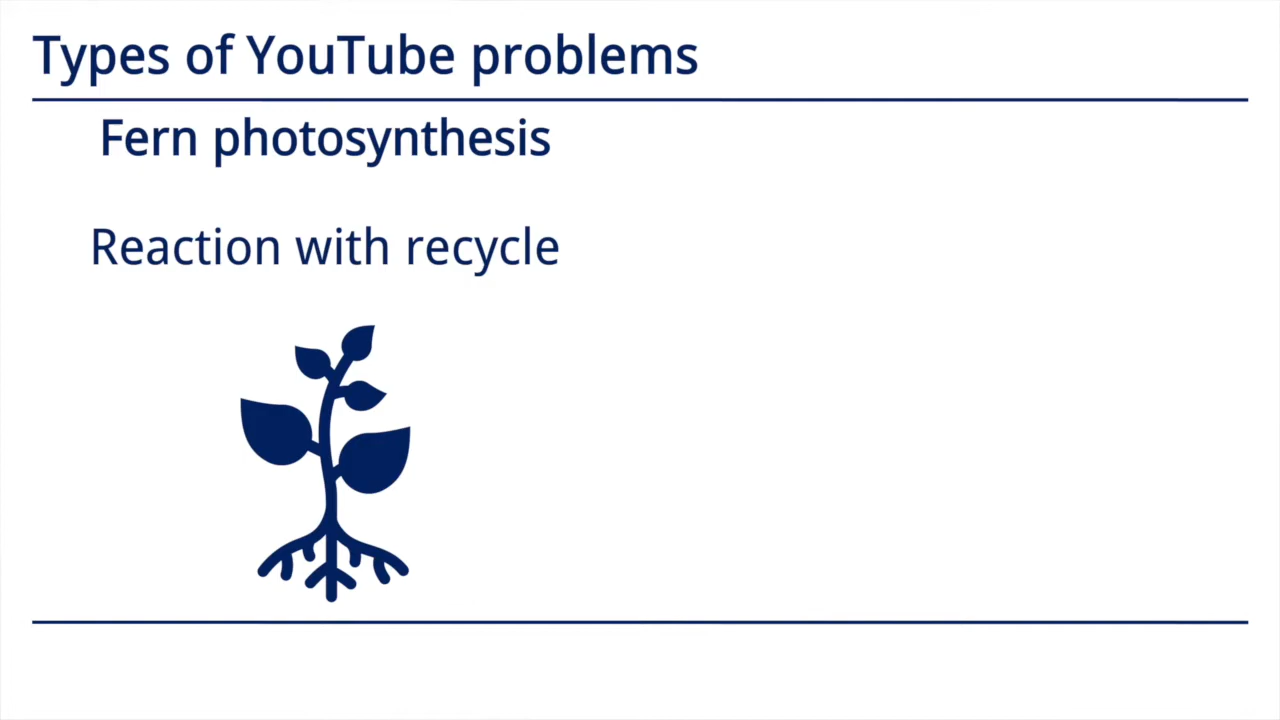 Types of YouTube problems
Fern photosynthesis
Reaction with recycle